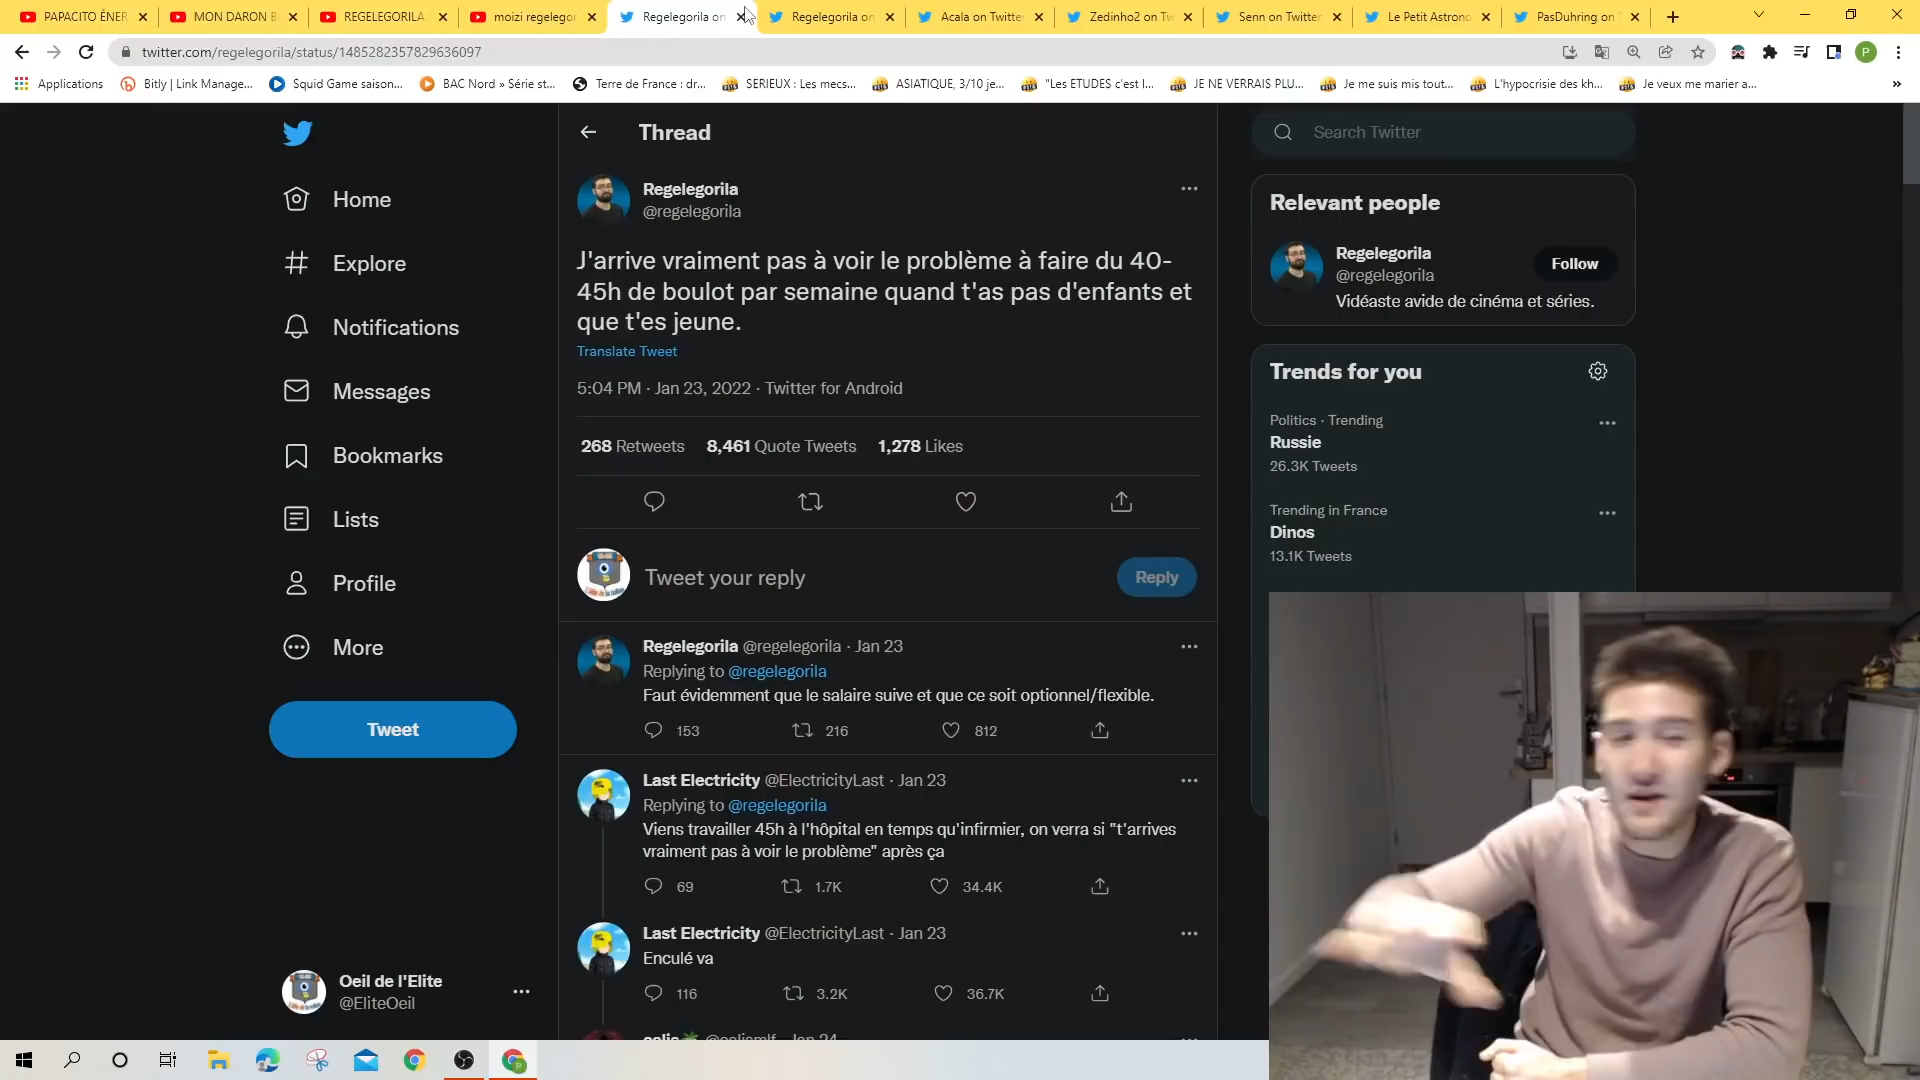 PAPACITO ÉNER
MON DARON B
REGELEGORILA
moizi regelegor
Regelegorila on
Regelegorila on
Acala on Twitte
Zedinho2 on Tw
Senn on Twitter
Le Petit Astrono
PasDuhring on T
twitter.com/regelegorila/status/1485282357829636097
P
Applications
Bitly | Link Manage...
Squid Game saison...
BAC Nord » Série st...
Terre de France : dr...
SERIEUX : Les mecs...
ASIATIQUE, 3/10 je...
"Les ETUDES c'est l...
JE NE VERRAIS PLU...
Je me suis mis tout...
L'hypocrisie des kh...
Je veux me marier a...
»
Home
Explore
Notifications
Messages
Bookmarks
Lists
Profile
More
Tweet
Oeil de l'Elite
@EliteOeil
Thread
Regelegorila
@regelegorila
J'arrive vraiment pas à voir le problème à faire du 40-
45h de boulot par semaine quand t'as pas d'enfants et
que t'es jeune.
Translate Tweet
5:04 PM · Jan 23, 2022 · Twitter for Android
268 Retweets 8,461 Quote Tweets 1,278 Likes
Tweet your reply
Reply
Regelegorila @regelegorila · Jan 23
Replying to @regelegorila
Faut évidemment que le salaire suive et que ce soit optionnel/flexible.
153 216 812
Last Electricity @ElectricityLast · Jan 23
Replying to @regelegorila
Viens travailler 45h à l'hôpital en temps qu'infirmier, on verra si "t'arrives
vraiment pas à voir le problème" après ça
69 1.7K 34.4K
Last Electricity @ElectricityLast · Jan 23
Enculé va
116 3.2K 36.7K
Search Twitter
Relevant people
Regelegorila
@regelegorila
Follow
Vidéaste avide de cinéma et séries.
Trends for you
Politics · Trending
Russie
26.3K Tweets
Trending in France
Dinos
13.1K Tweets